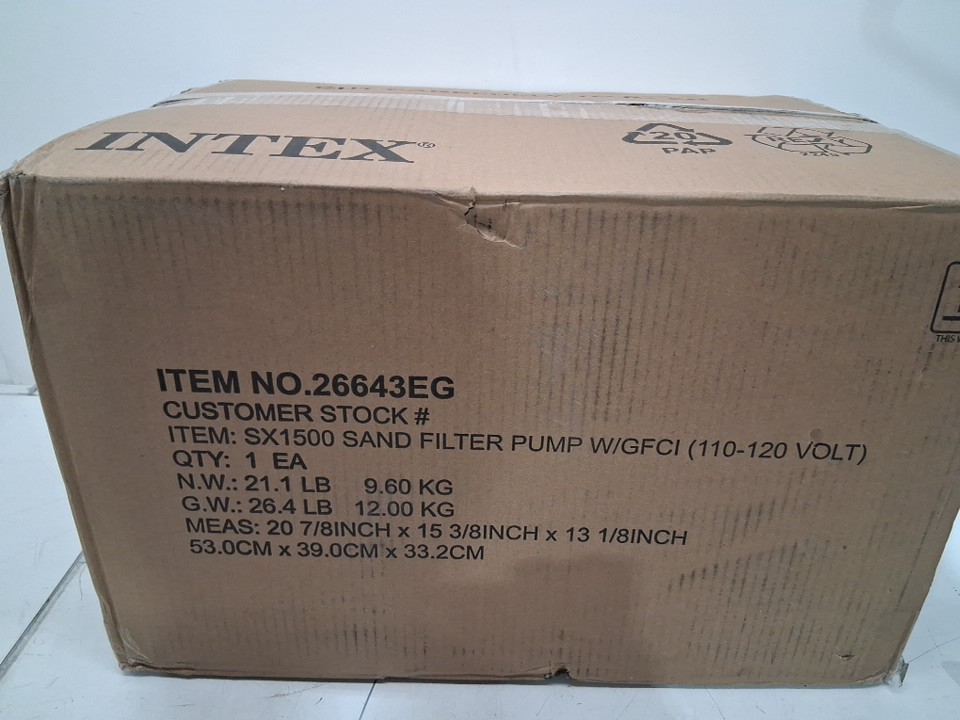 INTEX®
20
PAP
ITEM NO.26643EG
CUSTOMER STOCK #
ITEM: SX1500 SAND FILTER PUMP W/GFCI (110-120 VOLT)
QTY: 1 EA
N.W.: 21.1 LB 9.60 KG
G.W.: 26.4 LB 12.00 KG
MEAS: 20 7/8INCH x 15 3/8INCH x 13 1/8INCH
53.0CM x 39.0CM x 33.2CM
THIS